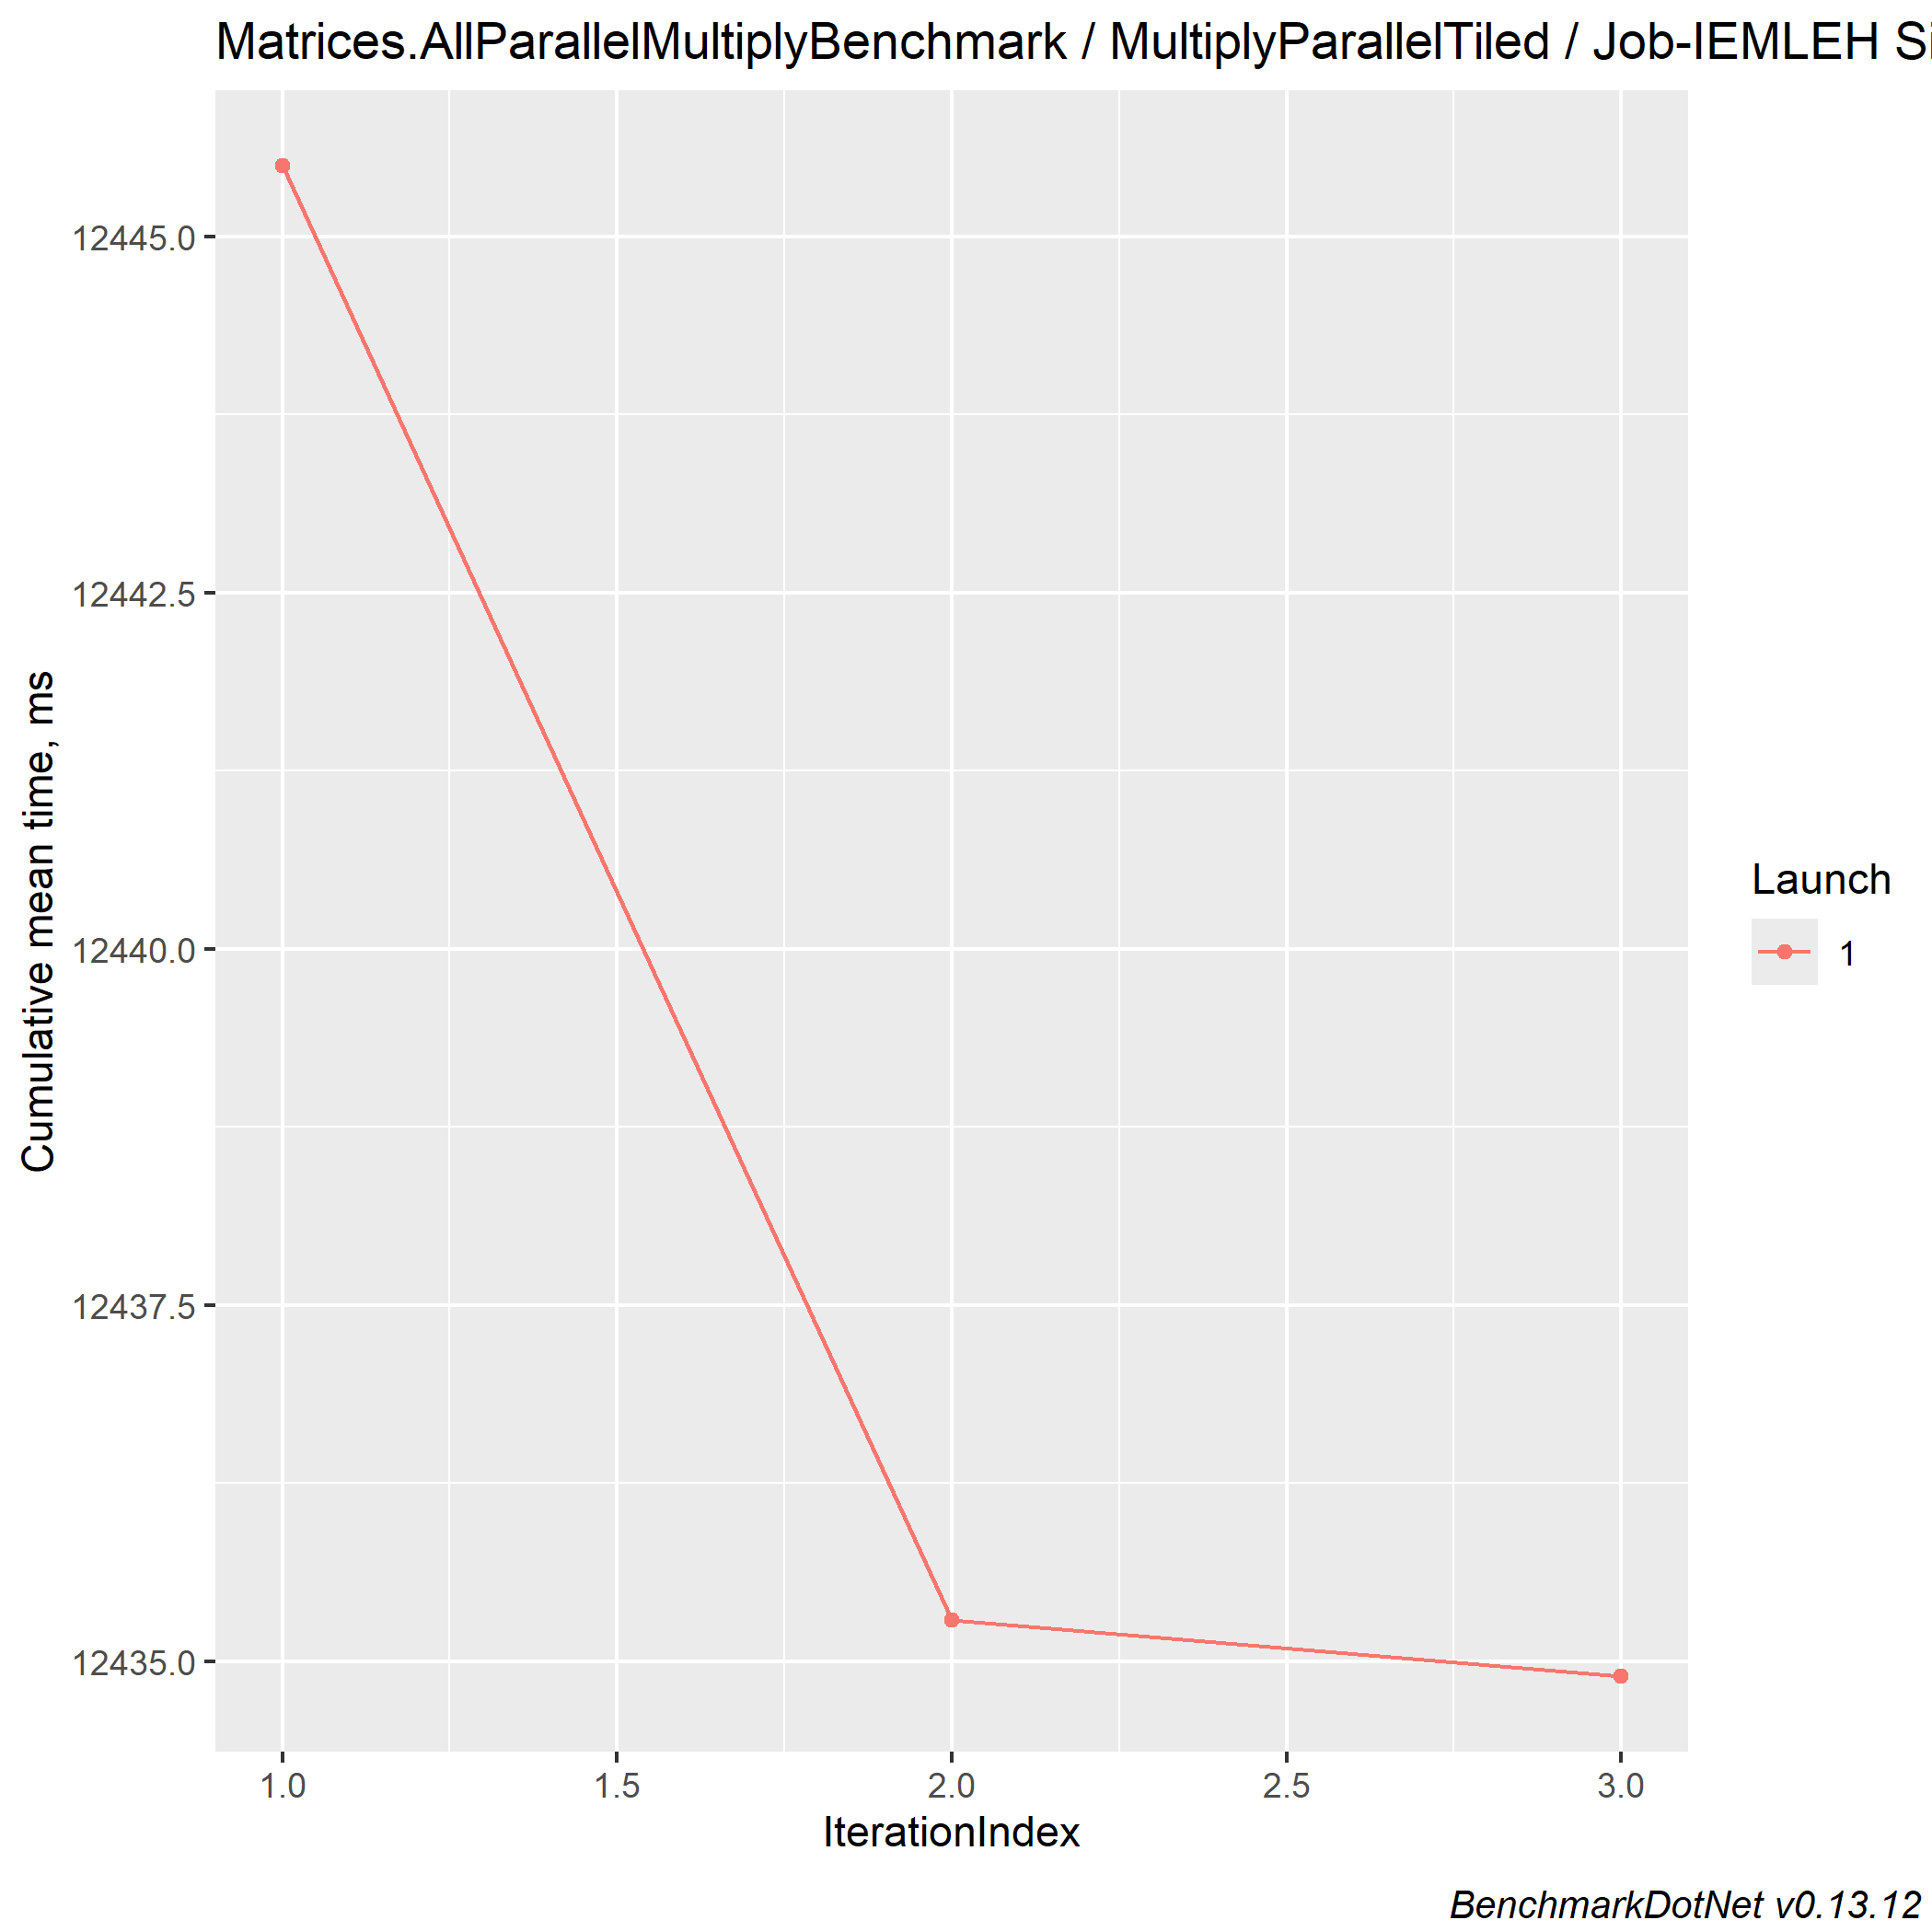 Matrices.AllParallelMultiplyBenchmark / MultiplyParallelTiled / Job-IEMLEH
12445.0
12442.5
12440.0
12437.5
12435.0
Cumulative mean time, ms
1.0 1.5 2.0 2.5 3.0
IterationIndex
Launch
1
BenchmarkDotNet v0.13.12